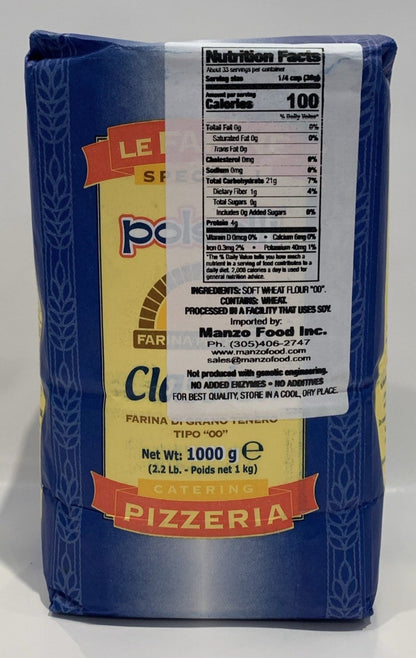 Nutrition Facts
About 33 servings per container
Serving size 1/4 cup (30g)
Amount per serving
Calories 100
% Daily Value*
Total Fat 0g 0%
Saturated Fat 0g 0%
Trans Fat 0g
Cholesterol 0mg 0%
Sodium 0mg 0%
Total Carbohydrate 21g 7%
Dietary Fiber 1g 4%
Total Sugars 0g
Includes 0g Added Sugars 0%
Protein 4g
Vitamin D 0mcg 0% • Calcium 6mg 0%
Iron 0.3mg 2% • Potassium 40mg 1%
*The % Daily Value tells you how much a
nutrient in a serving of food contributes to a
daily diet. 2,000 calories a day is used for
general nutrition advice.
INGREDIENTS: SOFT WHEAT FLOUR "00".
CONTAINS: WHEAT.
PROCESSED IN A FACILITY THAT USES SOY.
Imported by:
Manzo Food Inc.
Ph. (305)406-2747
www.manzofood.com
sales@manzofood.com
Not produced with genetic engineering.
NO ADDED ENZYMES • NO ADDITIVES
FOR BEST QUALITY, STORE IN A COOL, DRY PLACE.
LE FA
SPEC
pol
FARINA
Cla
FARINA DI GRANO TENERO
TIPO "00"
Net Wt: 1000 g e
(2.2 Lb. - Poids net 1 kg)
CATERING
PIZZERIA